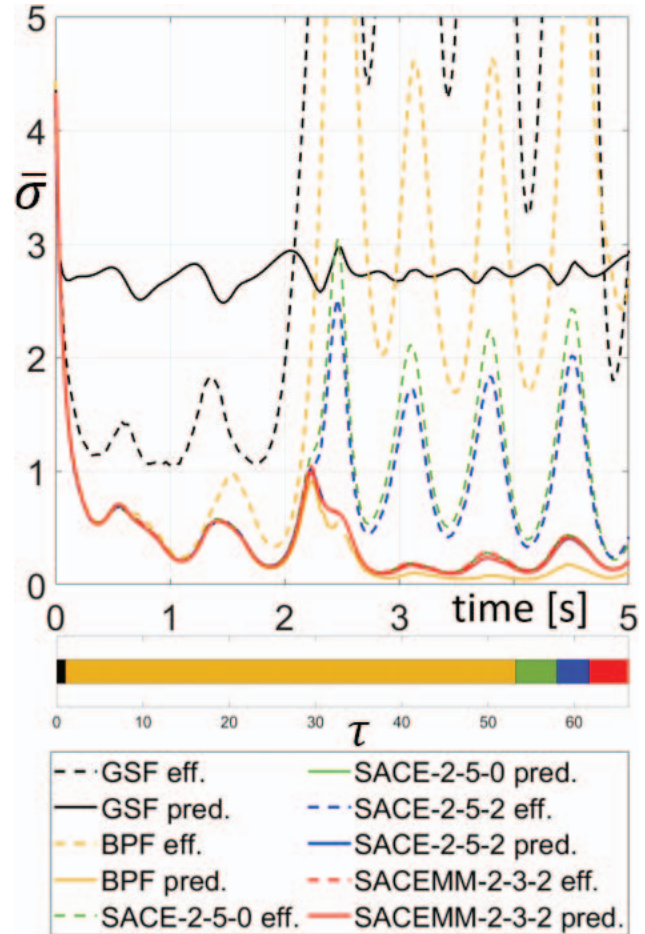 5
4
σ̄
3
2
1
0
0 1 2 3 4 5
time [s]
0 10 20 30 40 50 60
τ
GSF eff.
GSF pred.
BPF eff.
BPF pred.
SACE-2-5-0 eff.
SACE-2-5-0 pred.
SACE-2-5-2 eff.
SACE-2-5-2 pred.
SACEMM-2-3-2 eff.
SACEMM-2-3-2 pred.